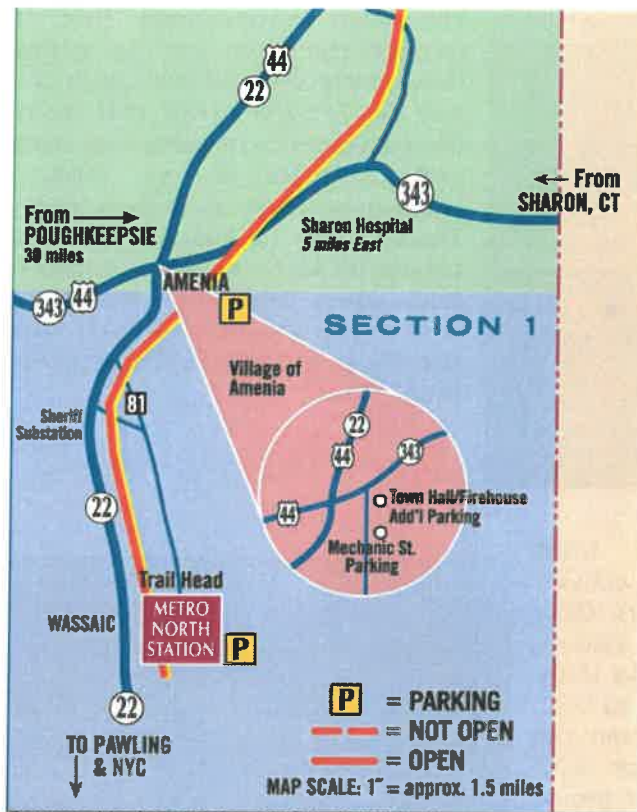 44
22
343
From
SHARON, CT
From
POUGHKEEPSIE
30 miles
Sharon Hospital
5 miles East
AMENIA
343
44
P
SECTION 1
Village of
Amenia
81
Sheriff
Substation
22
44
343
44
Town Hall/Firehouse
Add'l Parking
Mechanic St.
Parking
22
Trail Head
METRO
NORTH
STATION
P
WASSAIC
22
TO PAWLING
& NYC
P = PARKING
= NOT OPEN
= OPEN
MAP SCALE: 1" = approx. 1.5 miles